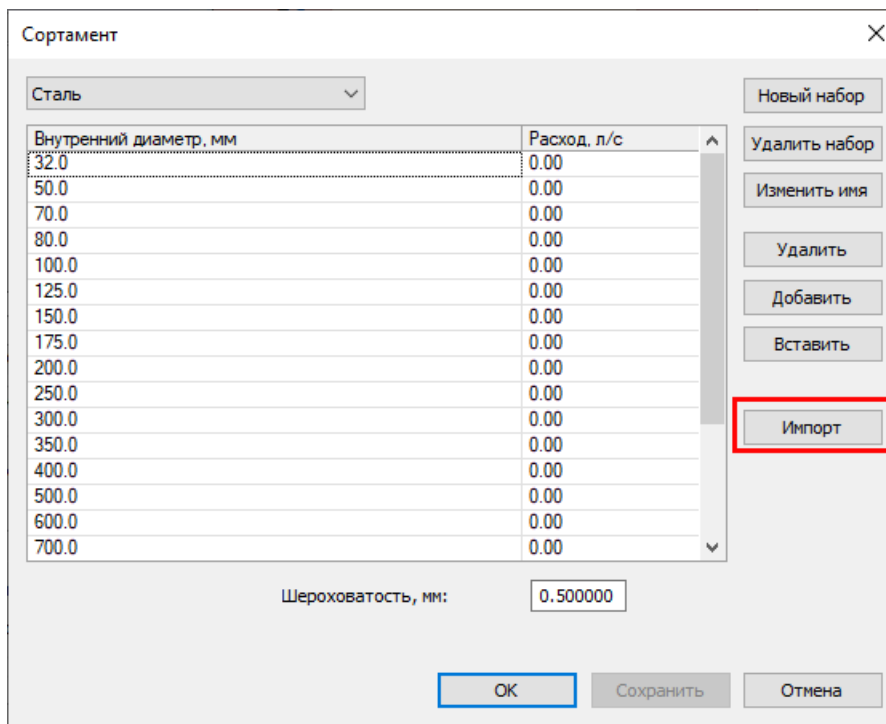 Сортамент
Сталь
Новый набор
Внутренний диаметр, мм Расход, л/с
Удалить набор
32.0 0.00
50.0 0.00
Изменить имя
70.0 0.00
80.0 0.00
Удалить
100.0 0.00
125.0 0.00
Добавить
150.0 0.00
175.0 0.00
Вставить
200.0 0.00
250.0 0.00
300.0 0.00
Импорт
350.0 0.00
400.0 0.00
500.0 0.00
600.0 0.00
700.0 0.00
Шероховатость, мм: 0.500000
OK Сохранить Отмена